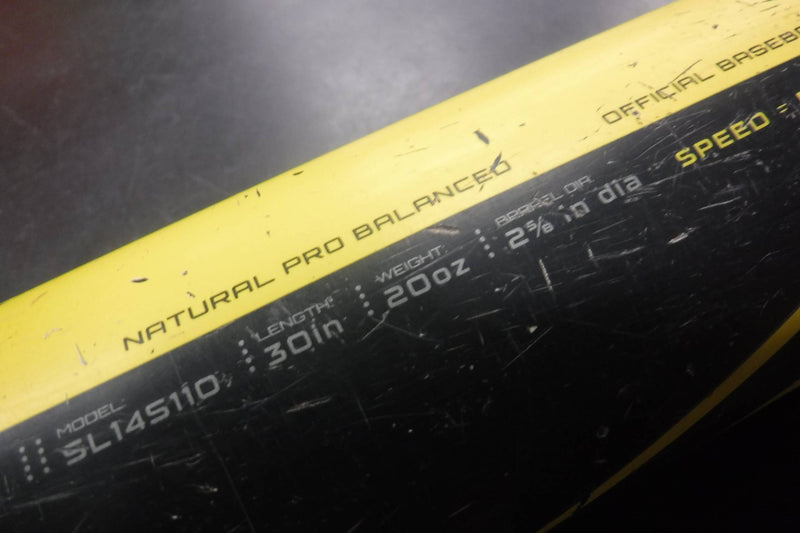 OFFICIAL BASEB
NATURAL PRO BALANCED
SPEED =
MODEL:
SL14S110
LENGTH:
30in
WEIGHT:
20oz
BARREL DIA:
2⅝ in dia